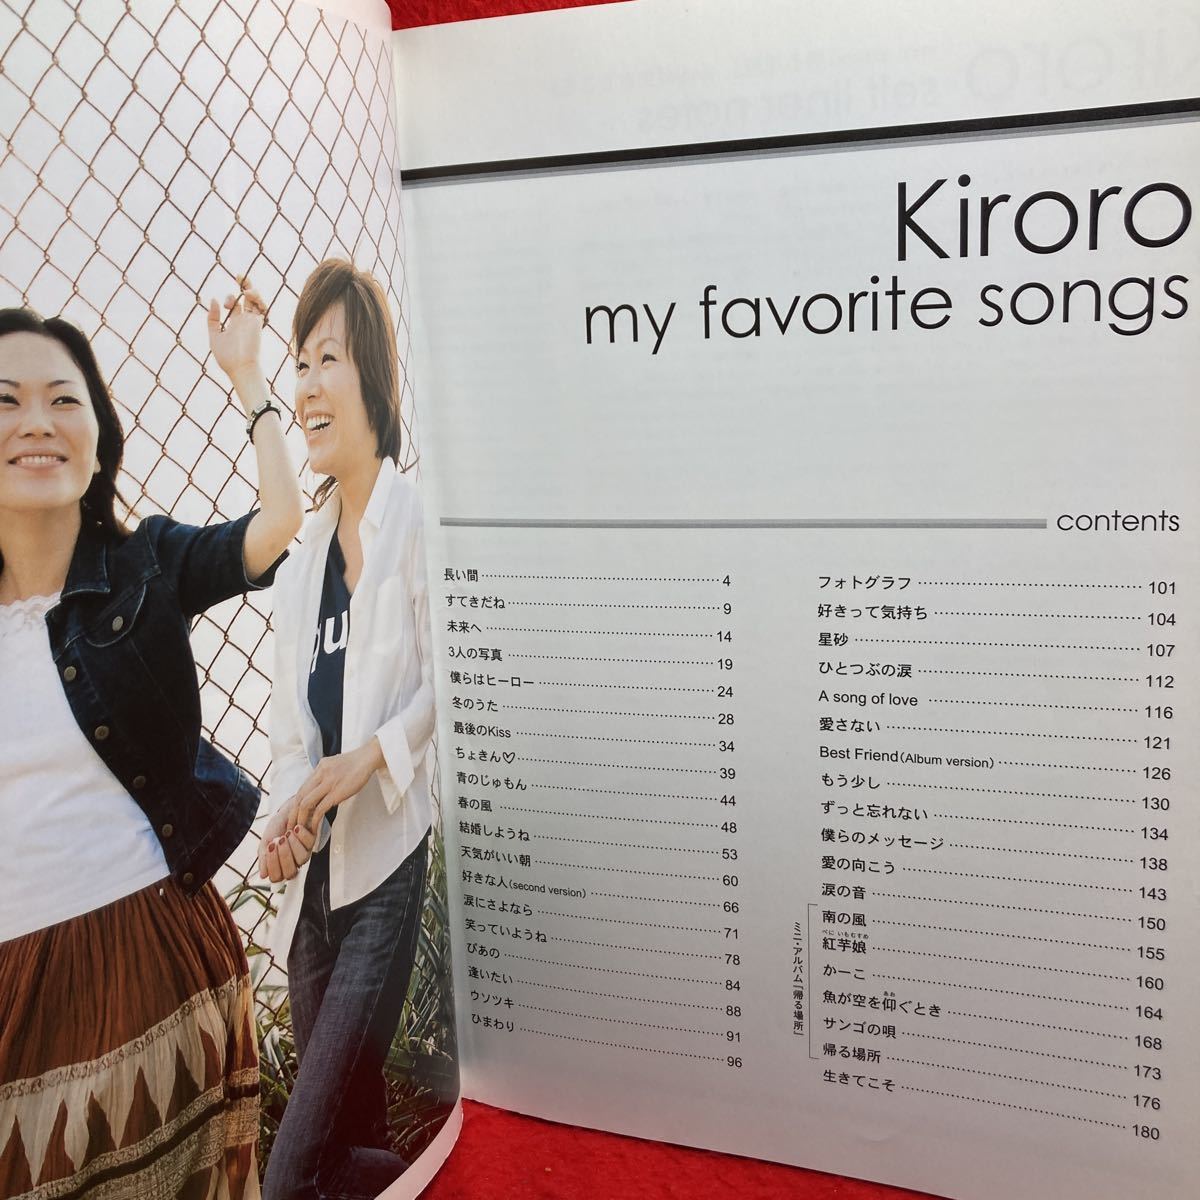 Kiroro
my favorite songs
contents
長い間 4
すてきだね 9
未来へ 14
3人の写真 19
僕らはヒーロー 24
冬のうた 28
最後のKiss 34
ちょきん♡ 39
青のじゅもん 44
春の風 48
結婚しようね 53
天気がいい朝 60
好きな人(second version) 66
涙にさよなら 71
笑っていようね 78
ぴあの 84
逢いたい 88
ウソツキ 91
ひまわり 96
フォトグラフ 101
好きって気持ち 104
星砂 107
ひとつぶの涙 112
A song of love 116
愛さない 121
Best Friend(Album version) 126
もう少し 130
ずっと忘れない 134
僕らのメッセージ 138
愛の向こう 143
涙の音 150
ミニ・アルバム「帰る場所」
南の風 155
べにいもむすめ
紅芋娘 160
かーこ 164
あお
魚が空を仰ぐとき 168
サンゴの唄 173
帰る場所 176
生きてこそ 180